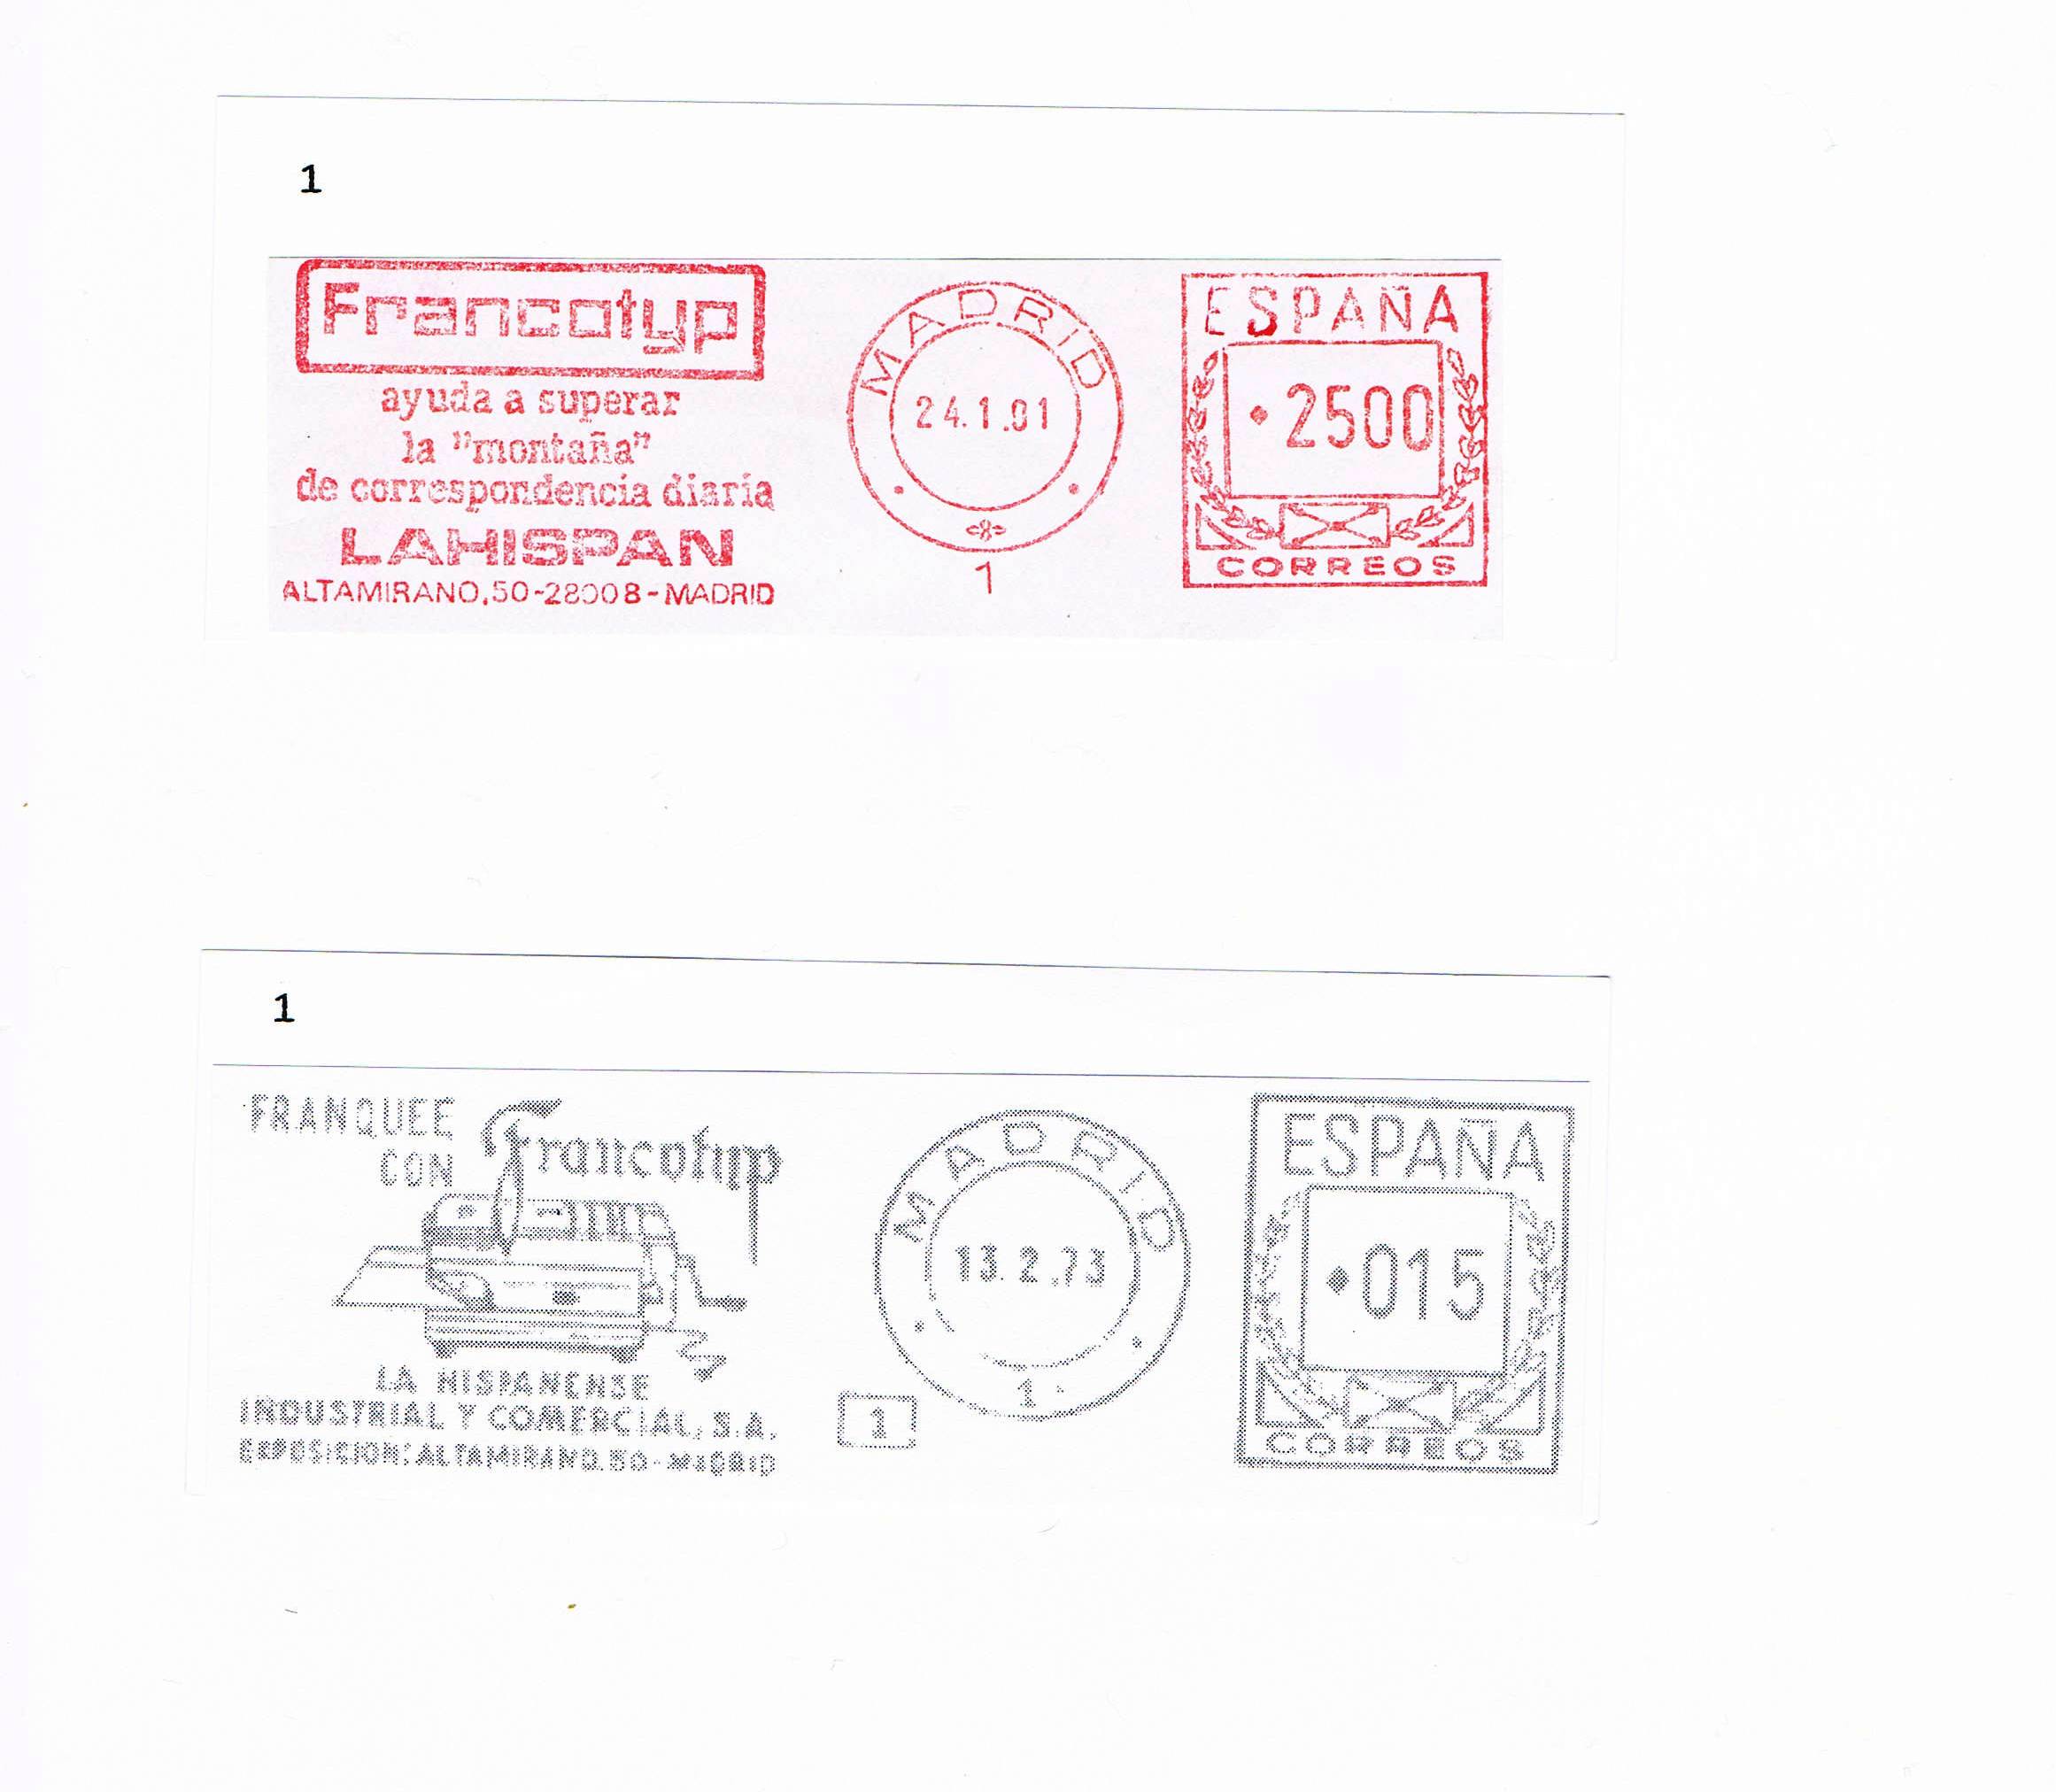 1
Francotyp
ayuda a superar
la "montaña"
de correspondencia diaria
LAHISPAN
ALTAMIRANO, 50-28008-MADRID
MADRID
24.1.01
1
ESPAÑA
2500
CORREOS
1
FRANQUEE
CON
Francotyp
LA HISPANENSE
INDUSTRIAL Y COMERCIAL, S.A.
EXPOSICION: ALTAMIRANO. 50 - MADRID
MADRID
13.2.73
1
1
ESPAÑA
015
CORREOS